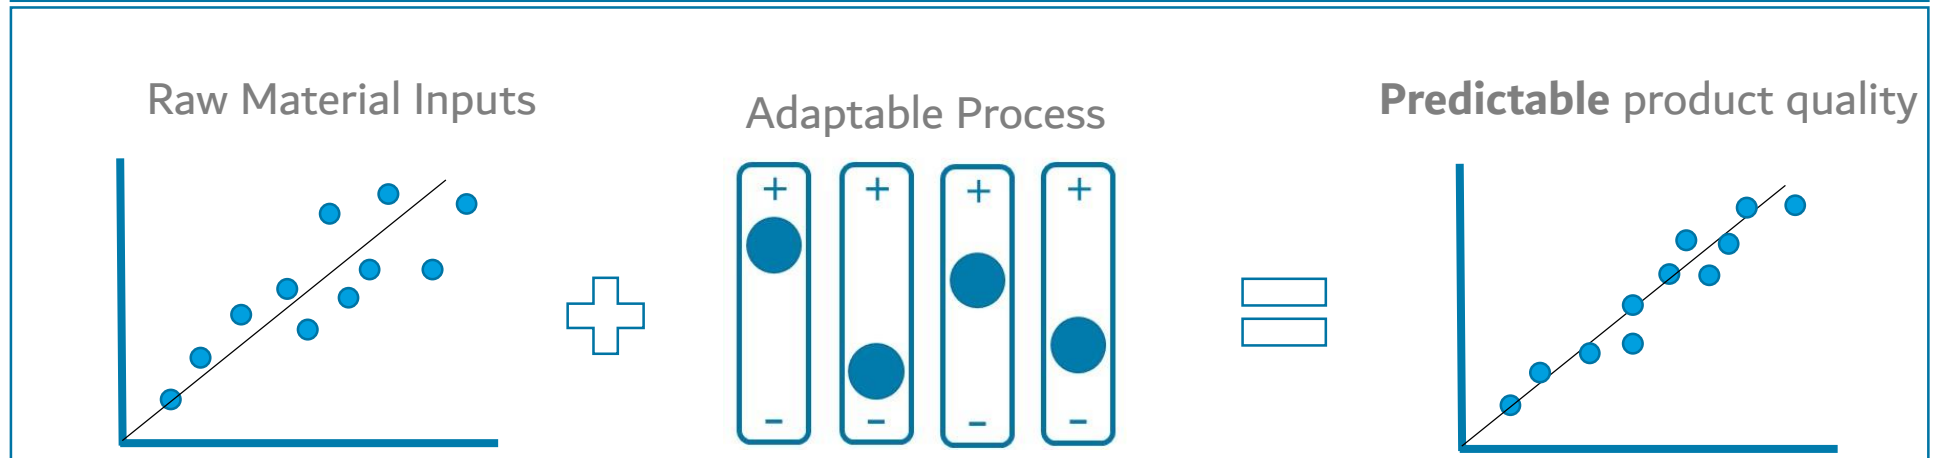 Raw Material Inputs
Adaptable Process
Predictable product quality
+ + + +
– – – –